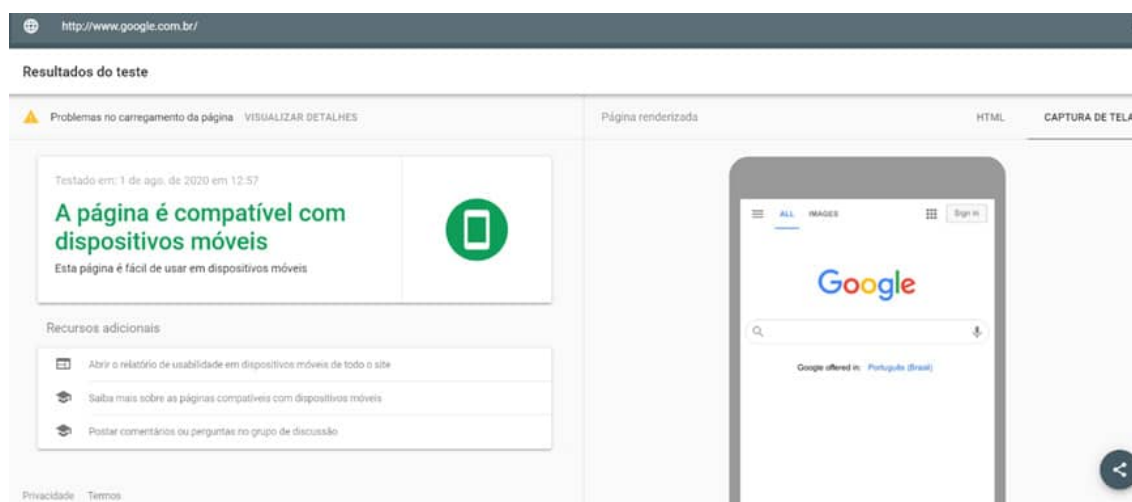 http://www.google.com.br/
Resultados do teste
Problemas no carregamento da página VISUALIZAR DETALHES
Testado em: 1 de ago. de 2020 em 12:57
A página é compatível com
dispositivos móveis
Esta página é fácil de usar em dispositivos móveis
Recursos adicionais
Abrir o relatório de usabilidade em dispositivos móveis de todo o site
Saiba mais sobre as páginas compatíveis com dispositivos móveis
Postar comentários ou perguntas no grupo de discussão
Privacidade Termos
Página renderizada HTML CAPTURA DE TELA
ALL IMAGES Sign in
Google
Google offered in: Português (Brasil)